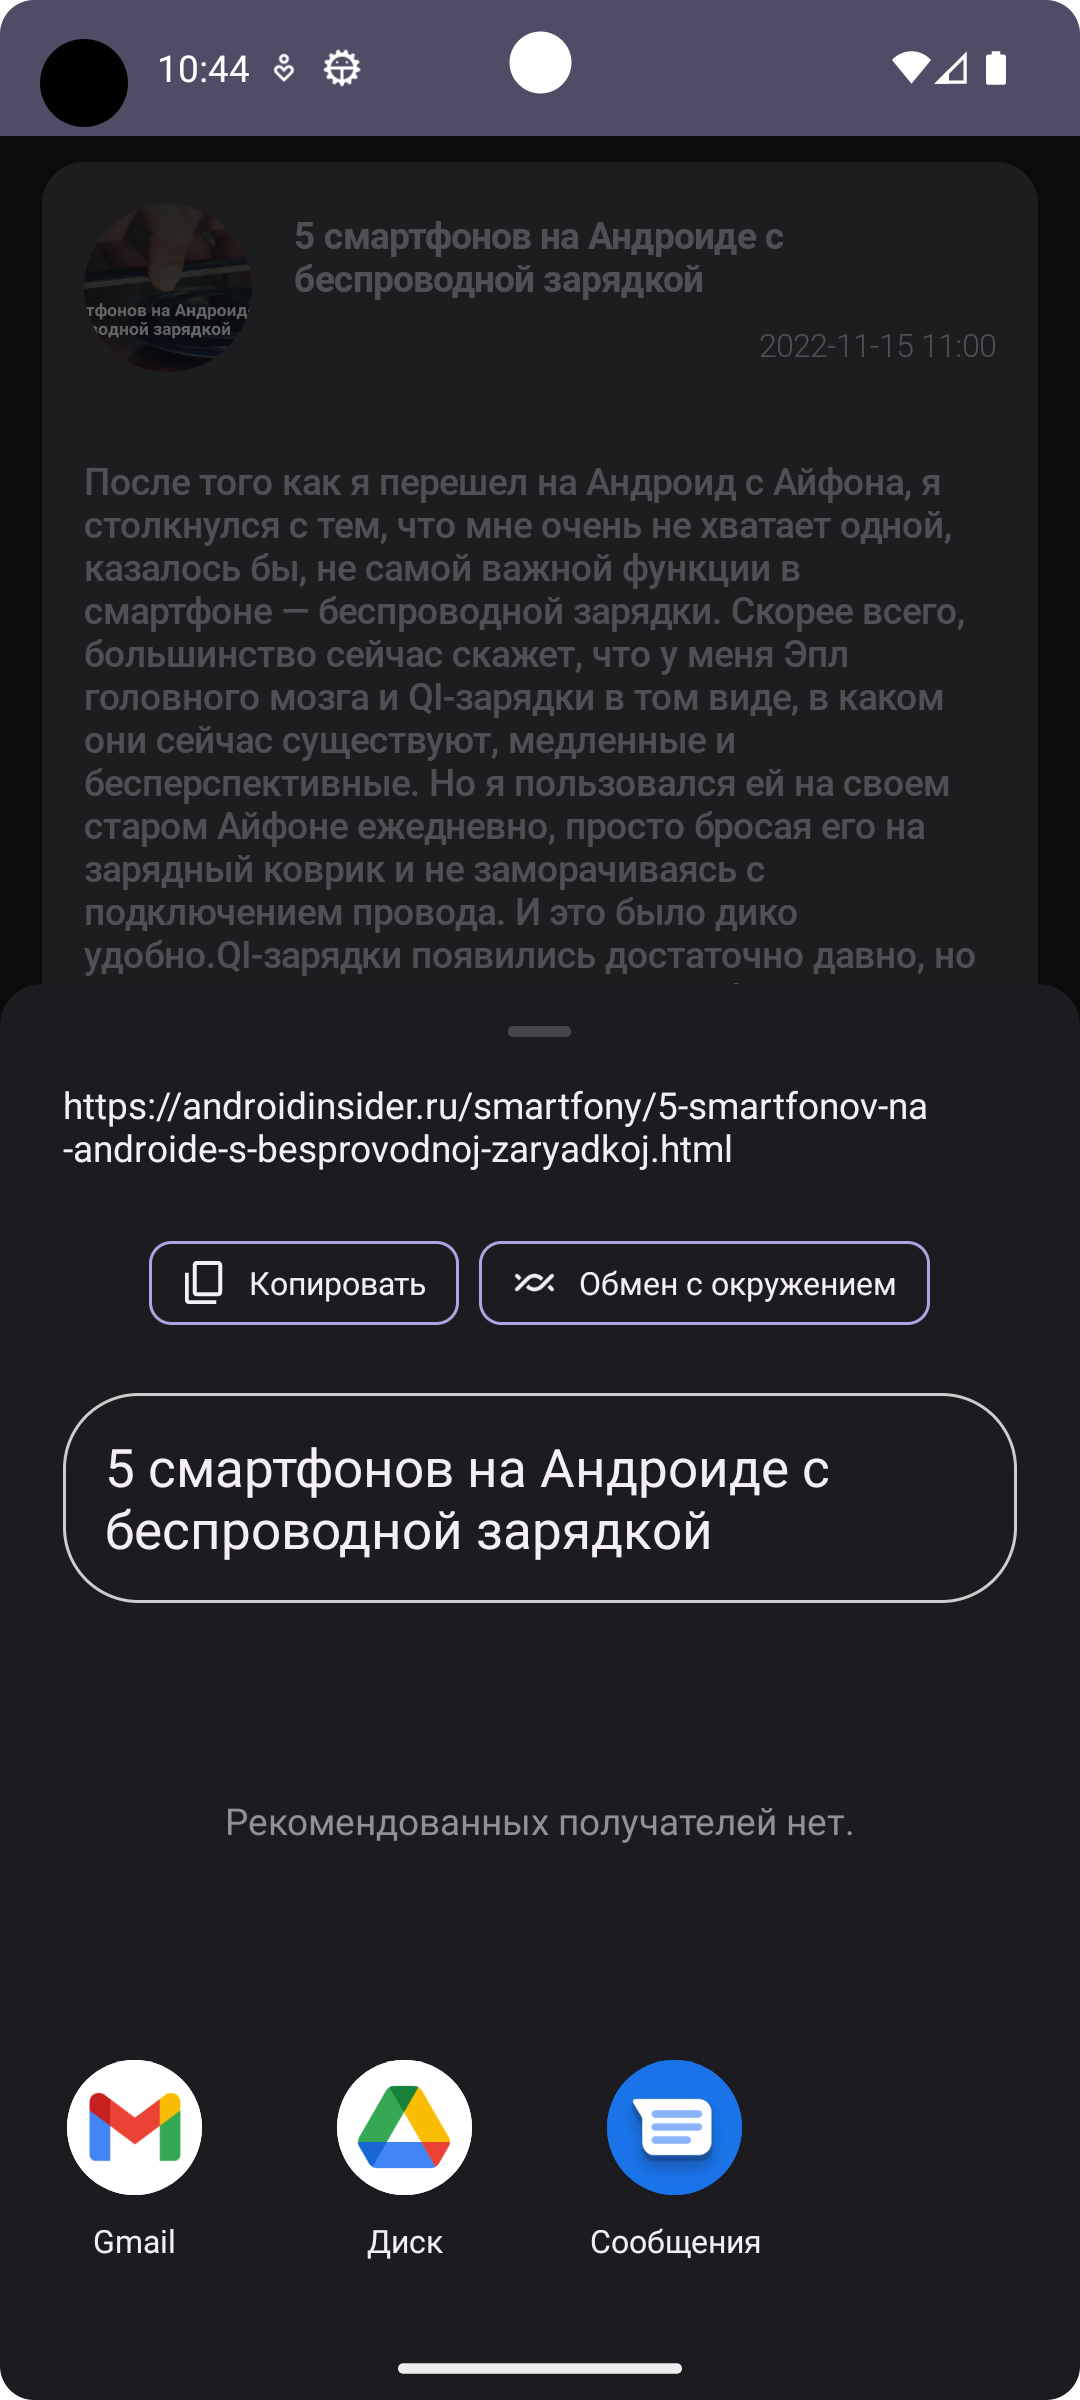 10:44
5 смартфонов на Андроиде с
беспроводной зарядкой
тфонов на Андроид
водной зарядкой
2022-11-15 11:00
После того как я перешел на Андроид с Айфона, я
столкнулся с тем, что мне очень не хватает одной,
казалось бы, не самой важной функции в
смартфоне — беспроводной зарядки. Скорее всего,
большинство сейчас скажет, что у меня Эпл
головного мозга и QI-зарядки в том виде, в каком
они сейчас существуют, медленные и
бесперспективные. Но я пользовался ей на своем
старом Айфоне ежедневно, просто бросая его на
зарядный коврик и не заморачиваясь с
подключением провода. И это было дико
удобно.QI-зарядки появились достаточно давно, но
https://androidinsider.ru/smartfony/5-smartfonov-na
-androide-s-besprovodnoj-zaryadkoj.html
Копировать
Обмен с окружением
5 смартфонов на Андроиде с
беспроводной зарядкой
Рекомендованных получателей нет.
Gmail
Диск
Сообщения